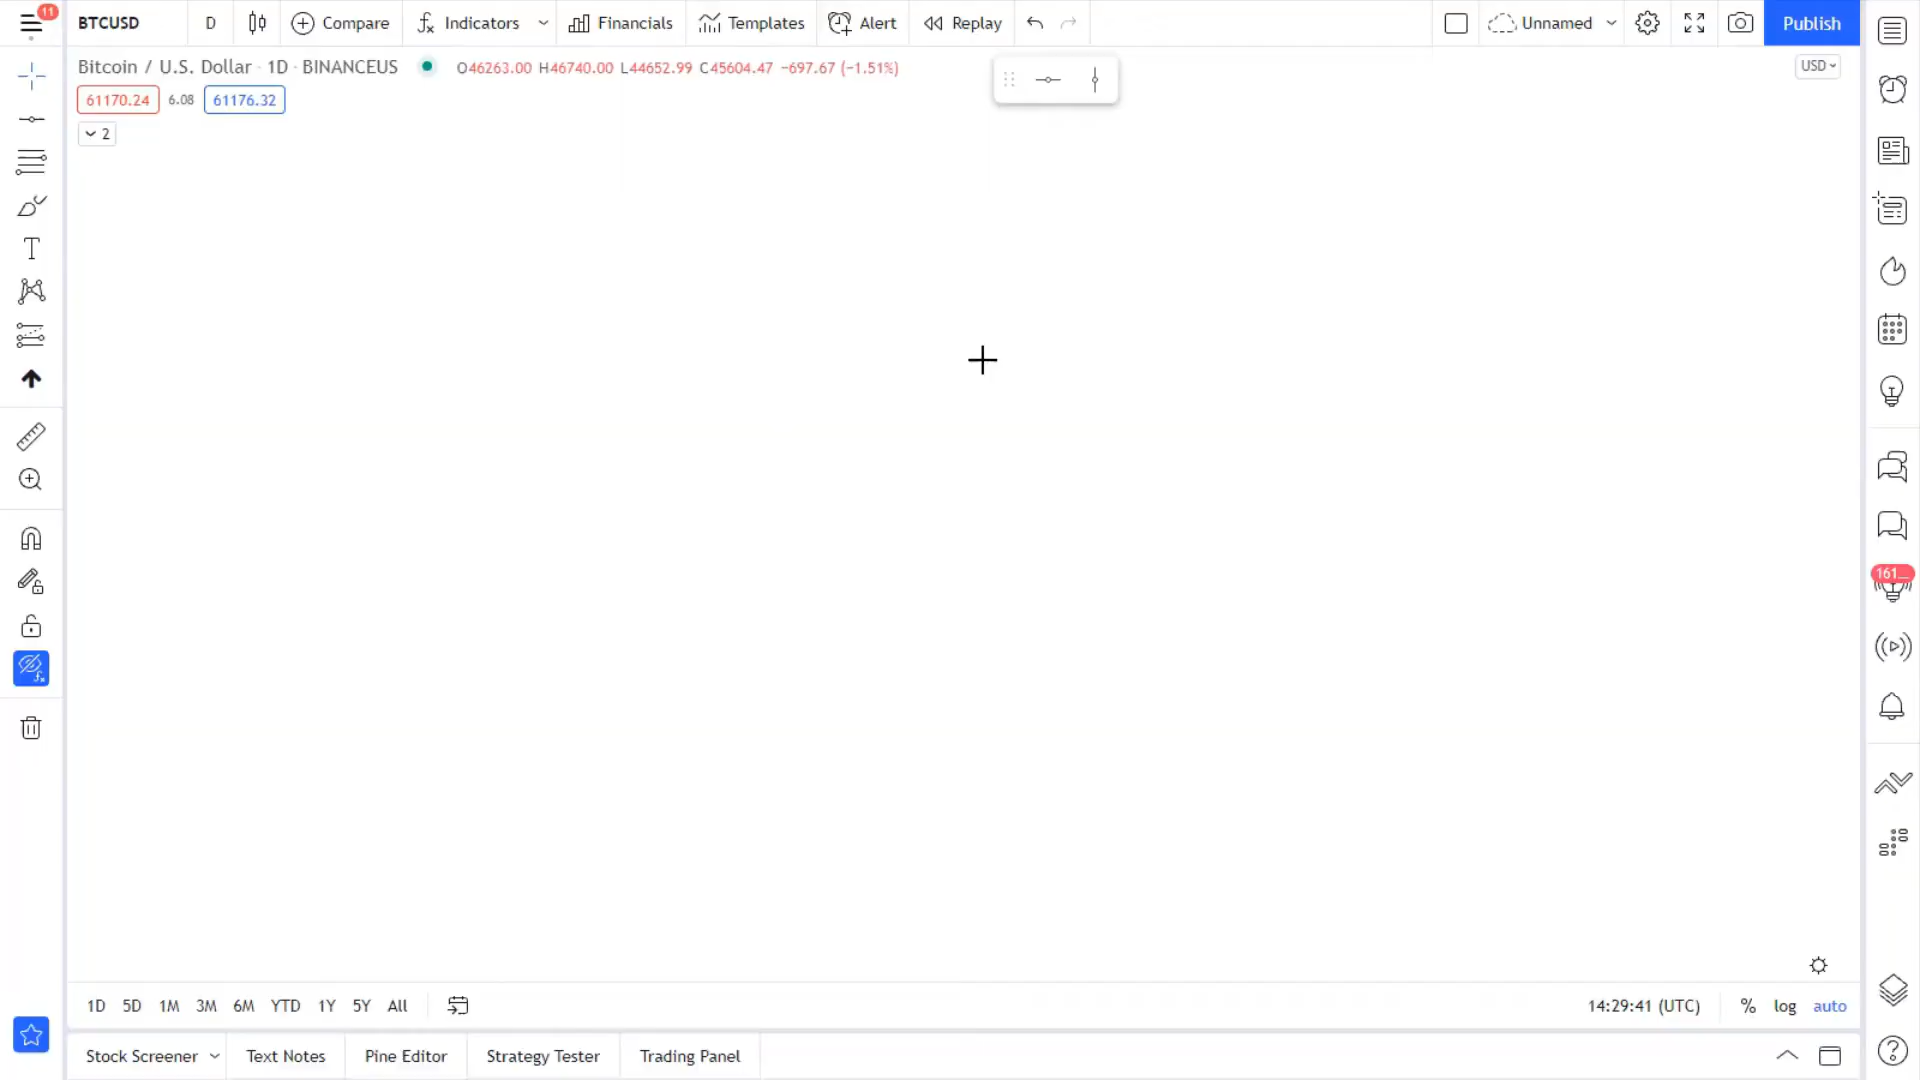 11
BTCUSD D Compare Indicators Financials Templates Alert Replay Unnamed Publish
Bitcoin / U.S. Dollar · 1D · BINANCEUS O46263.00 H46740.00 L44652.99 C45604.47 −697.67 (−1.51%) USD
61170.24 6.08 61176.32
2
161...
1D 5D 1M 3M 6M YTD 1Y 5Y All 14:29:41 (UTC) % log auto
Stock Screener Text Notes Pine Editor Strategy Tester Trading Panel